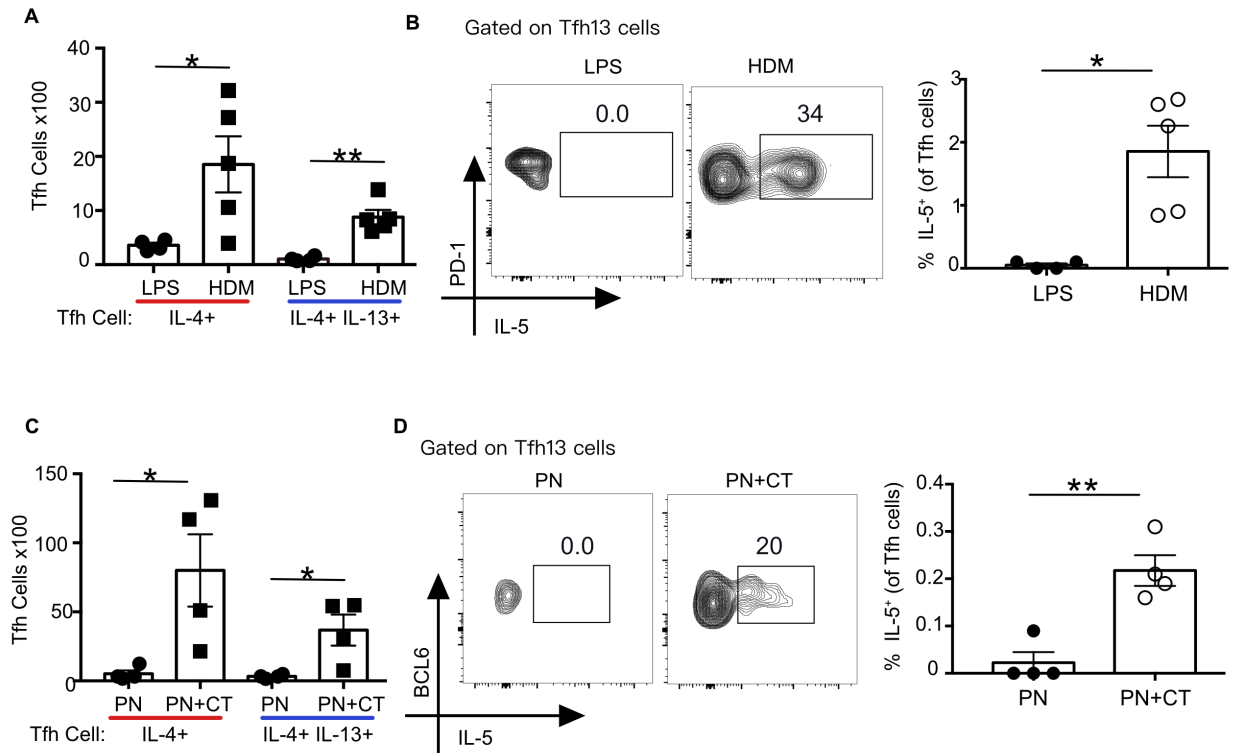 A
Tfh Cells x100
40
30
20
10
0
*
**
LPS HDM LPS HDM
Tfh Cell: IL-4+ IL-4+ IL-13+
B
Gated on Tfh13 cells
LPS HDM
0.0 34
PD-1
IL-5
% IL-5+ (of Tfh cells)
3
2
1
0
*
LPS HDM
C
Tfh Cells x100
150
100
50
0
*
*
PN PN+CT PN PN+CT
Tfh Cell: IL-4+ IL-4+ IL-13+
D
Gated on Tfh13 cells
PN PN+CT
0.0 20
BCL6
IL-5
% IL-5+ (of Tfh cells)
0.4
0.3
0.2
0.1
0
**
PN PN+CT